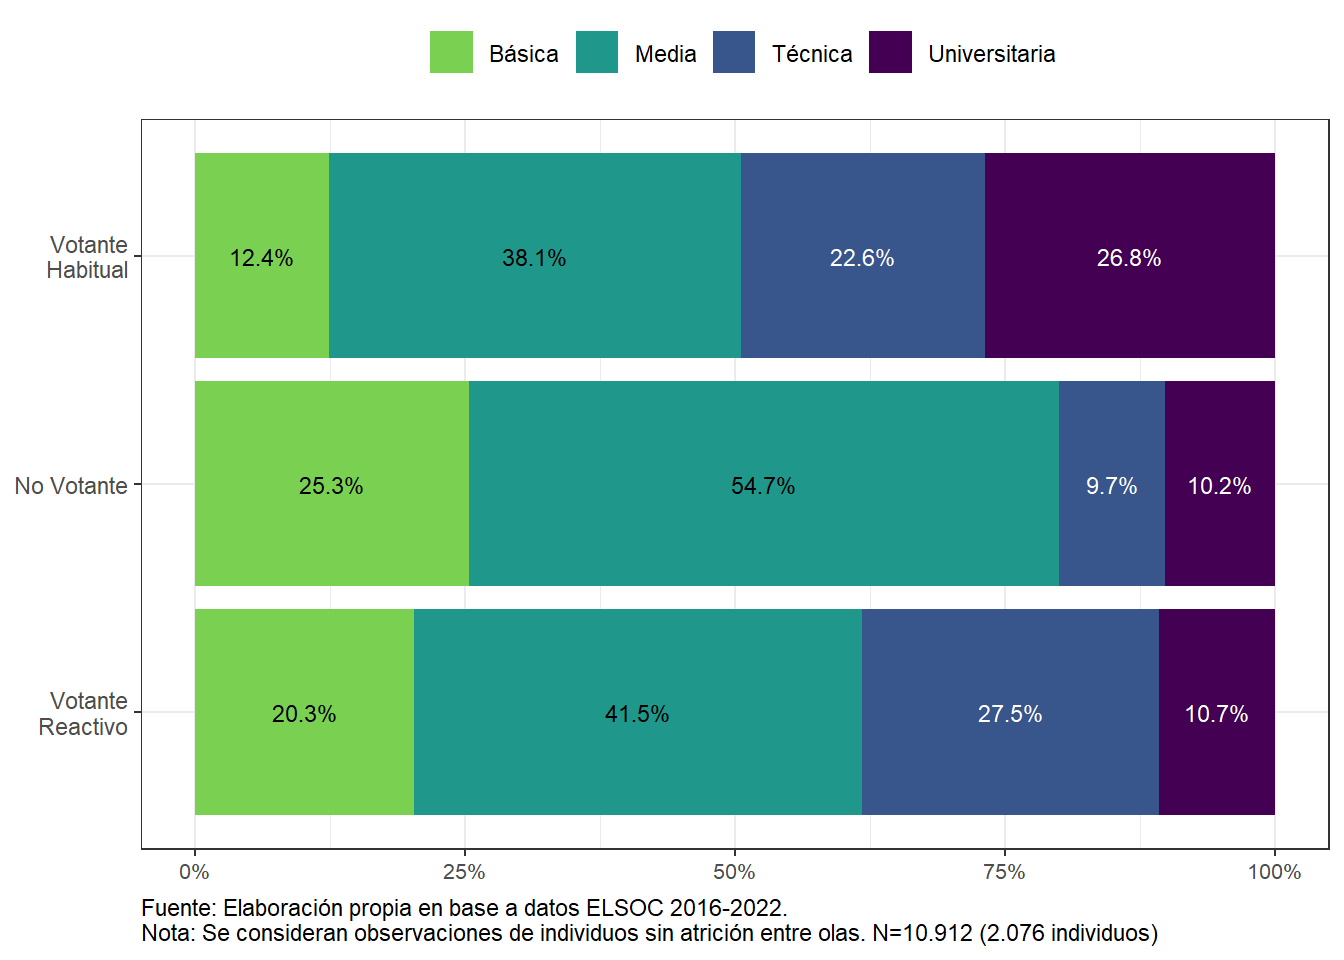 Básica Media Técnica Universitaria
Votante
Habitual
12.4% 38.1% 22.6% 26.8%
No Votante
25.3% 54.7% 9.7% 10.2%
Votante
Reactivo
20.3% 41.5% 27.5% 10.7%
0% 25% 50% 75% 100%
Fuente: Elaboración propia en base a datos ELSOC 2016-2022.
Nota: Se consideran observaciones de individuos sin atrición entre olas. N=10.912 (2.076 individuos)